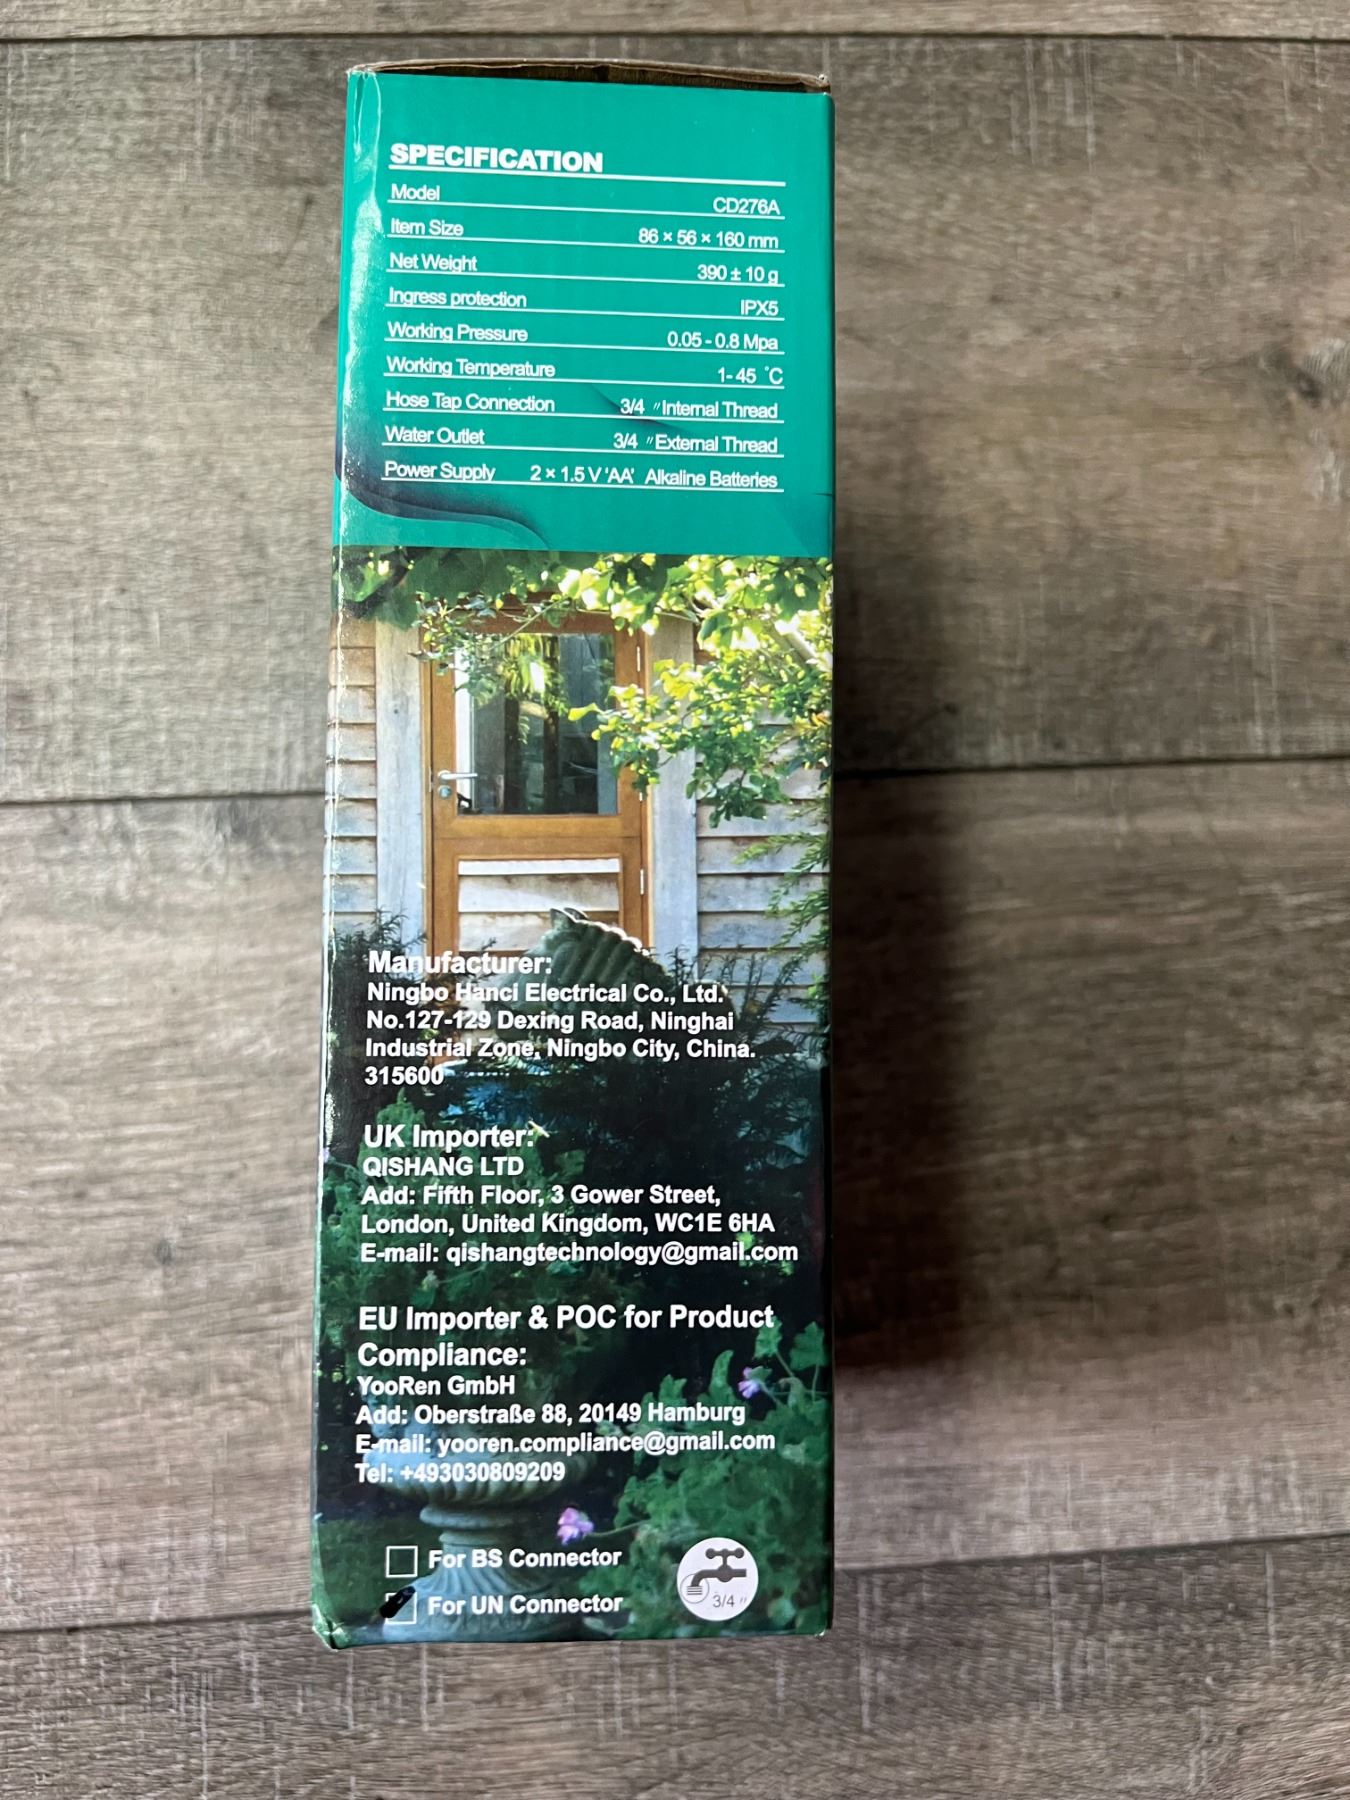 SPECIFICATION
Model CD276A
Item Size 86 × 56 × 160 mm
Net Weight 390 ± 10 g
Ingress protection IPX5
Working Pressure 0.05 - 0.8 Mpa
Working Temperature 1- 45 °C
Hose Tap Connection 3/4 "Internal Thread
Water Outlet 3/4 "External Thread
Power Supply 2 × 1.5 V 'AA' Alkaline Batteries
Manufacturer:
Ningbo Hanci Electrical Co., Ltd.
No.127-129 Dexing Road, Ninghai
Industrial Zone, Ningbo City, China.
315600
UK Importer:
QISHANG LTD
Add: Fifth Floor, 3 Gower Street,
London, United Kingdom, WC1E 6HA
E-mail: qishangtechnology@gmail.com
EU Importer & POC for Product
Compliance:
YooRen GmbH
Add: Oberstraße 88, 20149 Hamburg
E-mail: yooren.compliance@gmail.com
Tel: +493030809209
For BS Connector
For UN Connector
3/4 "